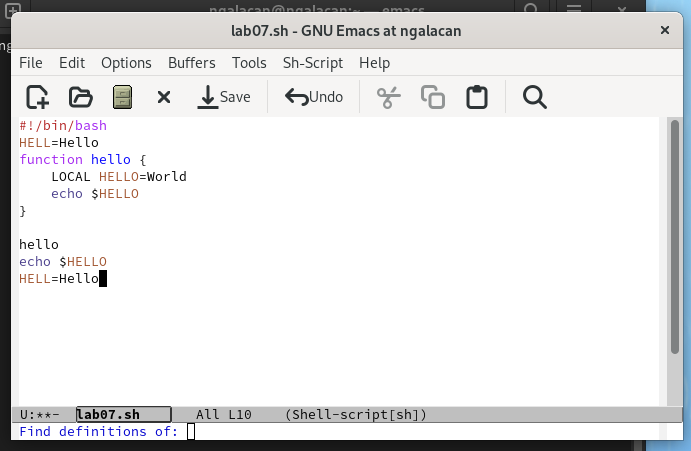 ngalacan@ngalacan:~ — emacs
lab07.sh - GNU Emacs at ngalacan
File Edit Options Buffers Tools Sh-Script Help
Save Undo
#!/bin/bash
HELL=Hello
function hello {
    LOCAL HELLO=World
    echo $HELLO
}
hello
echo $HELLO
HELL=Hello
U:**- lab07.sh All L10 (Shell-script[sh])
Find definitions of: